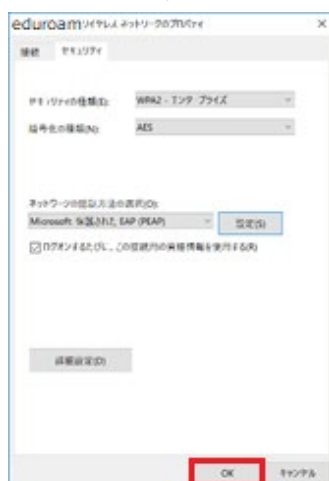 eduroam ワイヤレス ネットワークのプロパティ
接続 セキュリティ
セキュリティの種類(E): WPA2 - エンタープライズ
暗号化の種類(N): AES
ネットワークの認証方法の選択(O):
Microsoft: 保護された EAP (PEAP) 設定(S)
ログオンするたびに、この接続用の資格情報を使用する(R)
詳細設定(D)
OK キャンセル